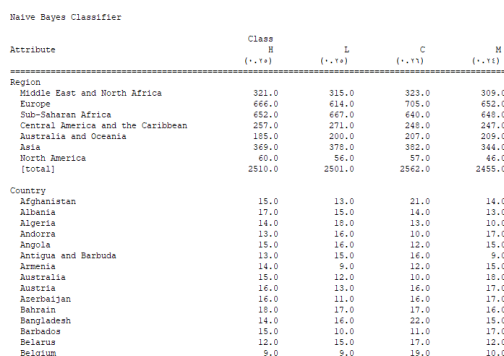 Naive Bayes Classifier
Class
Attribute H L C M
(٠.٢٥) (٠.٢٥) (٠.٢٦) (٠.٢٤)
Region
Middle East and North Africa 321.0 315.0 323.0 309.0
Europe 666.0 614.0 705.0 652.0
Sub-Saharan Africa 652.0 667.0 640.0 648.0
Central America and the Caribbean 257.0 271.0 248.0 247.0
Australia and Oceania 185.0 200.0 207.0 209.0
Asia 369.0 378.0 382.0 344.0
North America 60.0 56.0 57.0 46.0
[total] 2510.0 2501.0 2562.0 2455.0
Country
Afghanistan 15.0 13.0 21.0 14.0
Albania 17.0 15.0 14.0 13.0
Algeria 14.0 18.0 13.0 10.0
Andorra 13.0 16.0 10.0 17.0
Angola 15.0 16.0 12.0 15.0
Antigua and Barbuda 13.0 15.0 16.0 9.0
Armenia 14.0 9.0 12.0 15.0
Australia 15.0 12.0 10.0 18.0
Austria 16.0 13.0 16.0 17.0
Azerbaijan 16.0 11.0 16.0 17.0
Bahrain 18.0 17.0 17.0 16.0
Bangladesh 14.0 16.0 22.0 15.0
Barbados 15.0 10.0 11.0 17.0
Belarus 12.0 15.0 17.0 12.0
Belgium 9.0 9.0 19.0 10.0